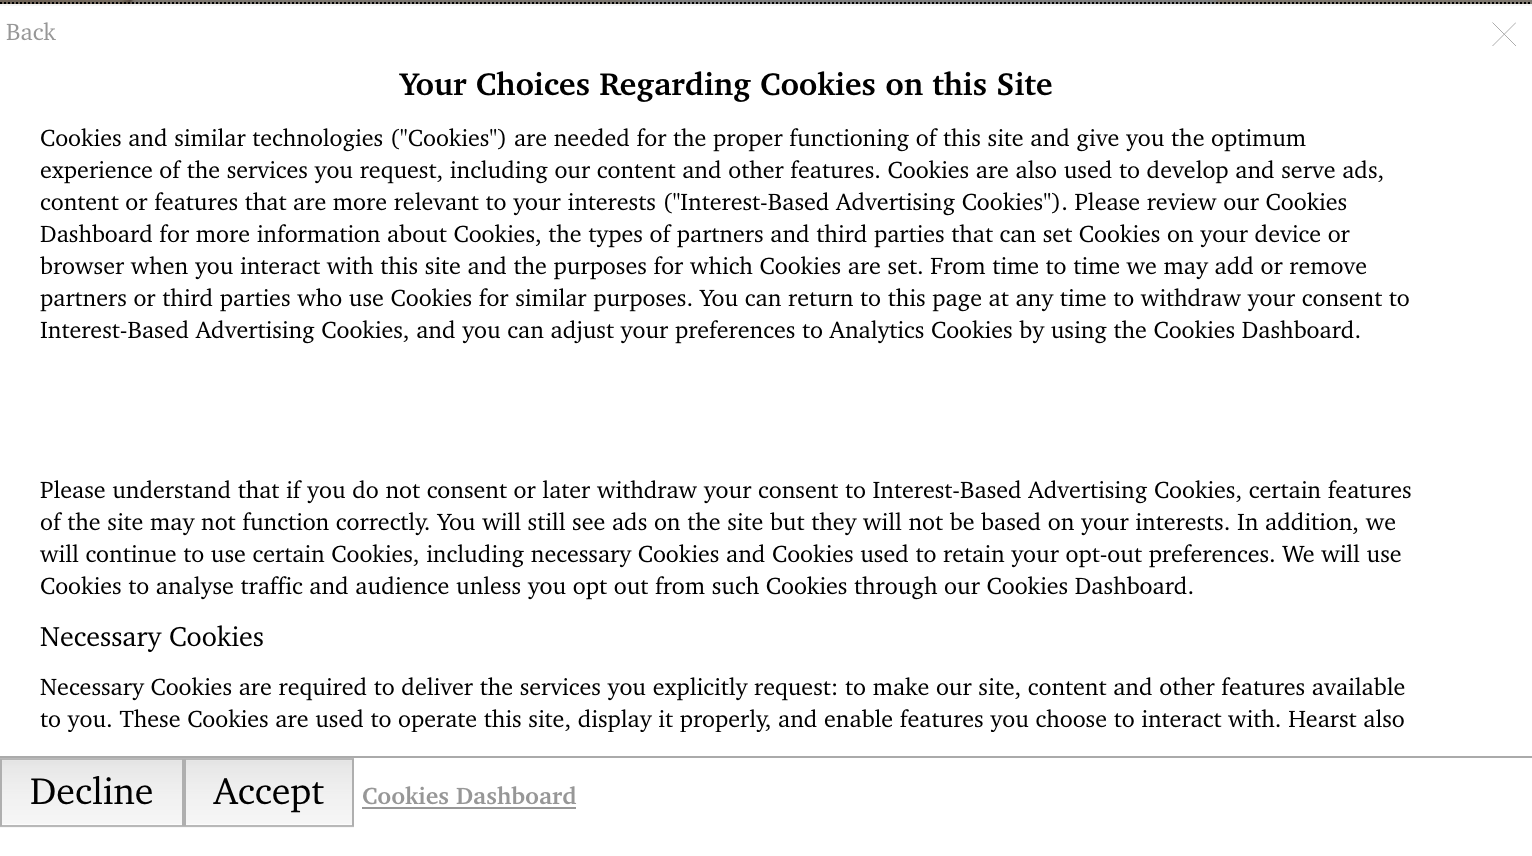 Back
Your Choices Regarding Cookies on this Site
Cookies and similar technologies ("Cookies") are needed for the proper functioning of this site and give you the optimum
experience of the services you request, including our content and other features. Cookies are also used to develop and serve ads,
content or features that are more relevant to your interests ("Interest-Based Advertising Cookies"). Please review our Cookies
Dashboard for more information about Cookies, the types of partners and third parties that can set Cookies on your device or
browser when you interact with this site and the purposes for which Cookies are set. From time to time we may add or remove
partners or third parties who use Cookies for similar purposes. You can return to this page at any time to withdraw your consent to
Interest-Based Advertising Cookies, and you can adjust your preferences to Analytics Cookies by using the Cookies Dashboard.
Please understand that if you do not consent or later withdraw your consent to Interest-Based Advertising Cookies, certain features
of the site may not function correctly. You will still see ads on the site but they will not be based on your interests. In addition, we
will continue to use certain Cookies, including necessary Cookies and Cookies used to retain your opt-out preferences. We will use
Cookies to analyse traffic and audience unless you opt out from such Cookies through our Cookies Dashboard.
Necessary Cookies
Necessary Cookies are required to deliver the services you explicitly request: to make our site, content and other features available
to you. These Cookies are used to operate this site, display it properly, and enable features you choose to interact with. Hearst also
Decline Accept Cookies Dashboard